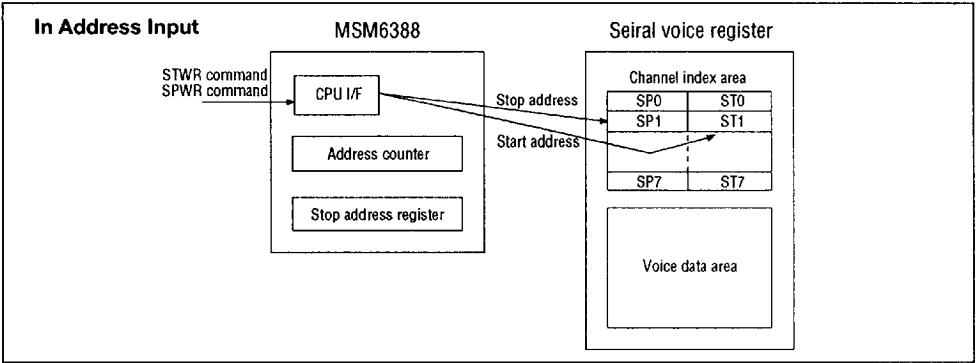 In Address Input
MSM6388
Seiral voice register
STWR command
SPWR command
CPU I/F
Stop address
Start address
Address counter
Stop address register
Channel index area
SP0 ST0
SP1 ST1
SP7 ST7
Voice data area